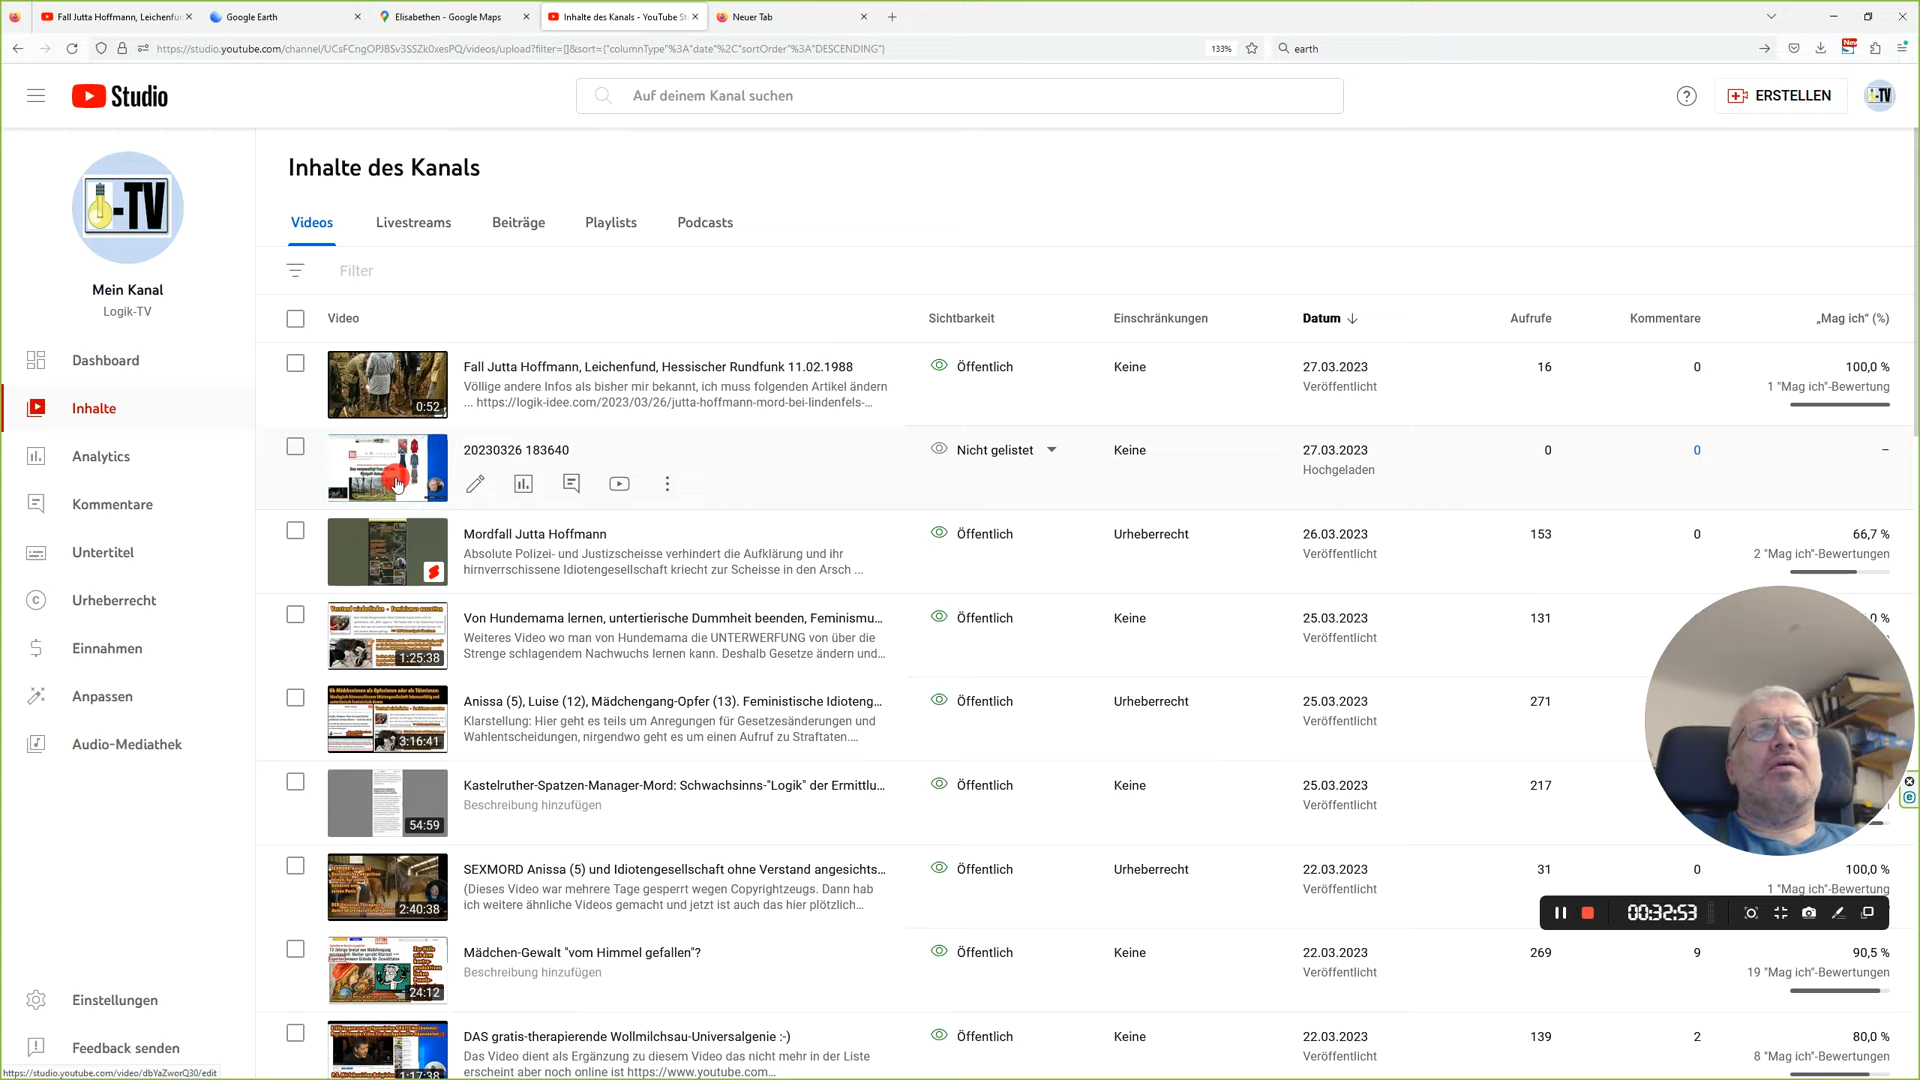 Fall Jutta Hoffmann, Leichenfun
Google Earth
Elisabethen - Google Maps
Inhalte des Kanals - YouTube St
Neuer Tab
https://studio.youtube.com/channel/UCsFCngOPJBSv3SSZk0xesPQ/videos/upload?filter=[]&sort={"columnType"%3A"date"%2C"sortOrder"%3A"DESCENDING"}
133%
earth
New
Studio
Auf deinem Kanal suchen
ERSTELLEN
-TV
-TV
Mein Kanal
Logik-TV
Dashboard
Inhalte
Analytics
Kommentare
Untertitel
Urheberrecht
Einnahmen
Anpassen
Audio-Mediathek
Einstellungen
Feedback senden
https://studio.youtube.com/video/dbYaZworQ30/edit
Inhalte des Kanals
Videos Livestreams Beiträge Playlists Podcasts
Filter
Video Sichtbarkeit Einschränkungen Datum Aufrufe Kommentare „Mag ich“ (%)
Fall Jutta Hoffmann, Leichenfund, Hessischer Rundfunk 11.02.1988 Öffentlich Keine 27.03.2023 16 0 100,0 %
Völlige andere Infos als bisher mir bekannt, ich muss folgenden Artikel ändern Veröffentlicht 1 "Mag ich"-Bewertung
... https://logik-idee.com/2023/03/26/jutta-hoffmann-mord-bei-lindenfels-...
0:52
20230326 183640 Nicht gelistet Keine 27.03.2023 0 0 –
Hochgeladen
Mordfall Jutta Hoffmann Öffentlich Urheberrecht 26.03.2023 153 0 66,7 %
Absolute Polizei- und Justizscheisse verhindert die Aufklärung und ihr Veröffentlicht 2 "Mag ich"-Bewertungen
hirnverrschissene Idiotengesellschaft kriecht zur Scheisse in den Arsch ...
Von Hundemama lernen, untertierische Dummheit beenden, Feminismu... Öffentlich Keine 25.03.2023 131 0 %
Weiteres Video wo man von Hundemama die UNTERWERFUNG von über die Veröffentlicht
Strenge schlagendem Nachwuchs lernen kann. Deshalb Gesetze ändern und...
1:25:38
Anissa (5), Luise (12), Mädchengang-Opfer (13). Feministische Idioteng... Öffentlich Urheberrecht 25.03.2023 271
Klarstellung: Hier geht es teils um Anregungen für Gesetzesänderungen und Veröffentlicht
Wahlentscheidungen, nirgendwo geht es um einen Aufruf zu Straftaten....
3:16:41
Kastelruther-Spatzen-Manager-Mord: Schwachsinns-"Logik" der Ermittlu... Öffentlich Keine 25.03.2023 217
Beschreibung hinzufügen Veröffentlicht
54:59
SEXMORD Anissa (5) und Idiotengesellschaft ohne Verstand angesichts... Öffentlich Urheberrecht 22.03.2023 31 0 100,0 %
(Dieses Video war mehrere Tage gesperrt wegen Copyrightzeugs. Dann hab Veröffentlicht 1 "Mag ich"-Bewertung
ich weitere ähnliche Videos gemacht und jetzt ist auch das hier plötzlich...
2:40:38
00:32:53
Mädchen-Gewalt "vom Himmel gefallen"? Öffentlich Keine 22.03.2023 269 9 90,5 %
Beschreibung hinzufügen Veröffentlicht 19 "Mag ich"-Bewertungen
24:12
DAS gratis-therapierende Wollmilchsau-Universalgenie :-) Öffentlich Keine 22.03.2023 139 2 80,0 %
Das Video dient als Ergänzung zu diesem Video das nicht mehr in der Liste Veröffentlicht 8 "Mag ich"-Bewertungen
erscheint aber noch online ist https://www.youtube.com...
1:17:38